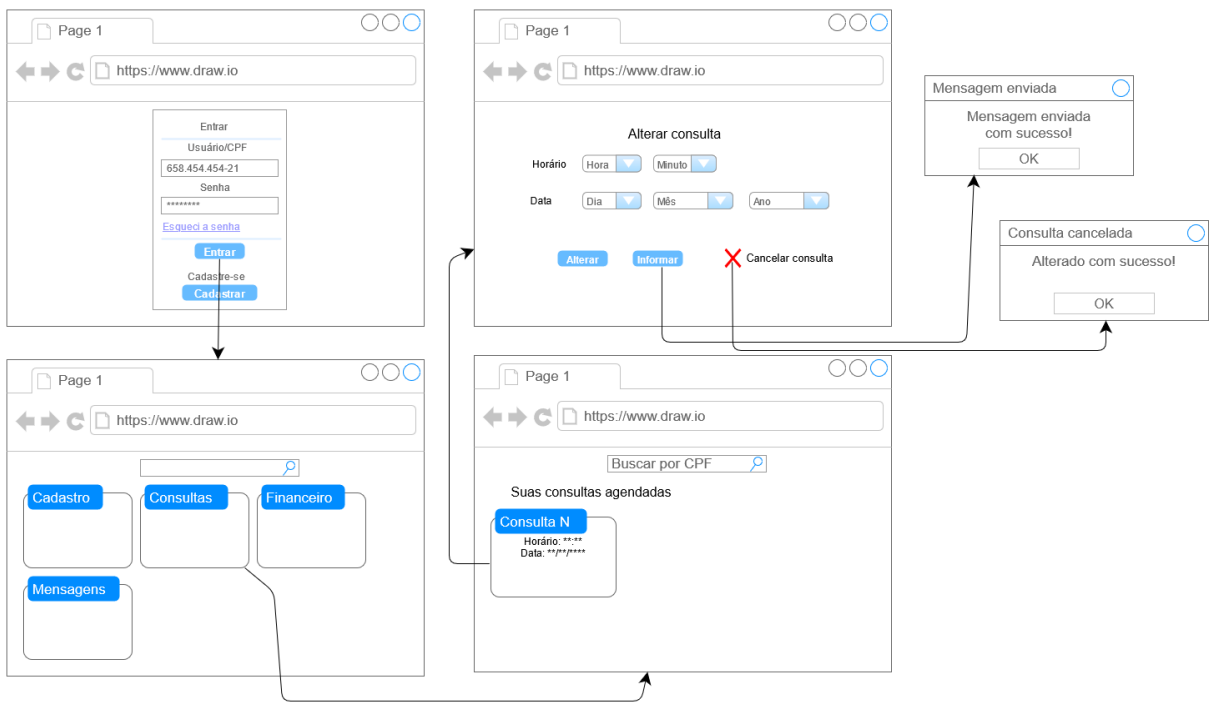 Page 1
https://www.draw.io
Entrar
Usuário/CPF
658.454.454-21
Senha
********
Esqueci a senha
Entrar
Cadastre-se
Cadastrar
Page 1
https://www.draw.io
Alterar consulta
Horário Hora Minuto
Data Dia Mês Ano
Alterar Informar Cancelar consulta
Mensagem enviada
Mensagem enviada
com sucesso!
OK
Consulta cancelada
Alterado com sucesso!
OK
Page 1
https://www.draw.io
Cadastro Consultas Financeiro
Mensagens
Page 1
https://www.draw.io
Buscar por CPF
Suas consultas agendadas
Consulta N
Horário: **:**
Data: **/**/****